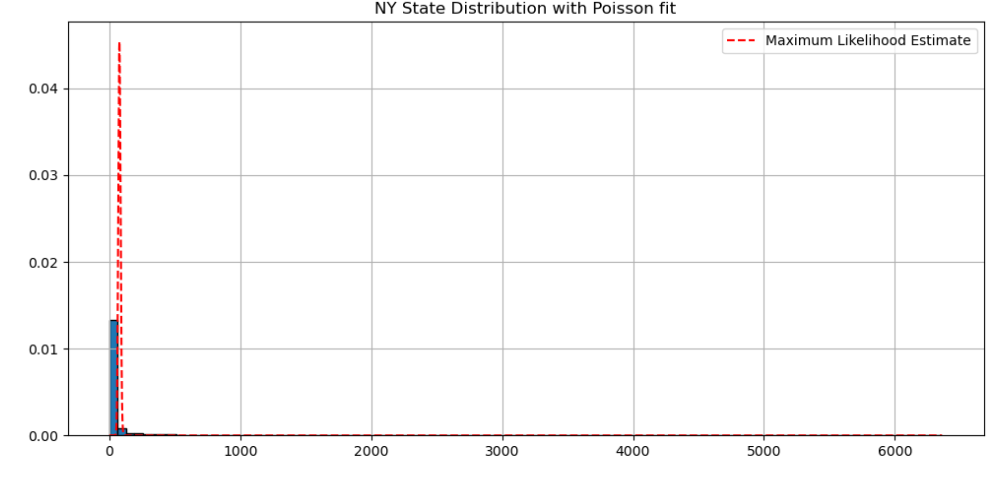 NY State Distribution with Poisson fit
Maximum Likelihood Estimate
0.04
0.03
0.02
0.01
0.00
0 1000 2000 3000 4000 5000 6000